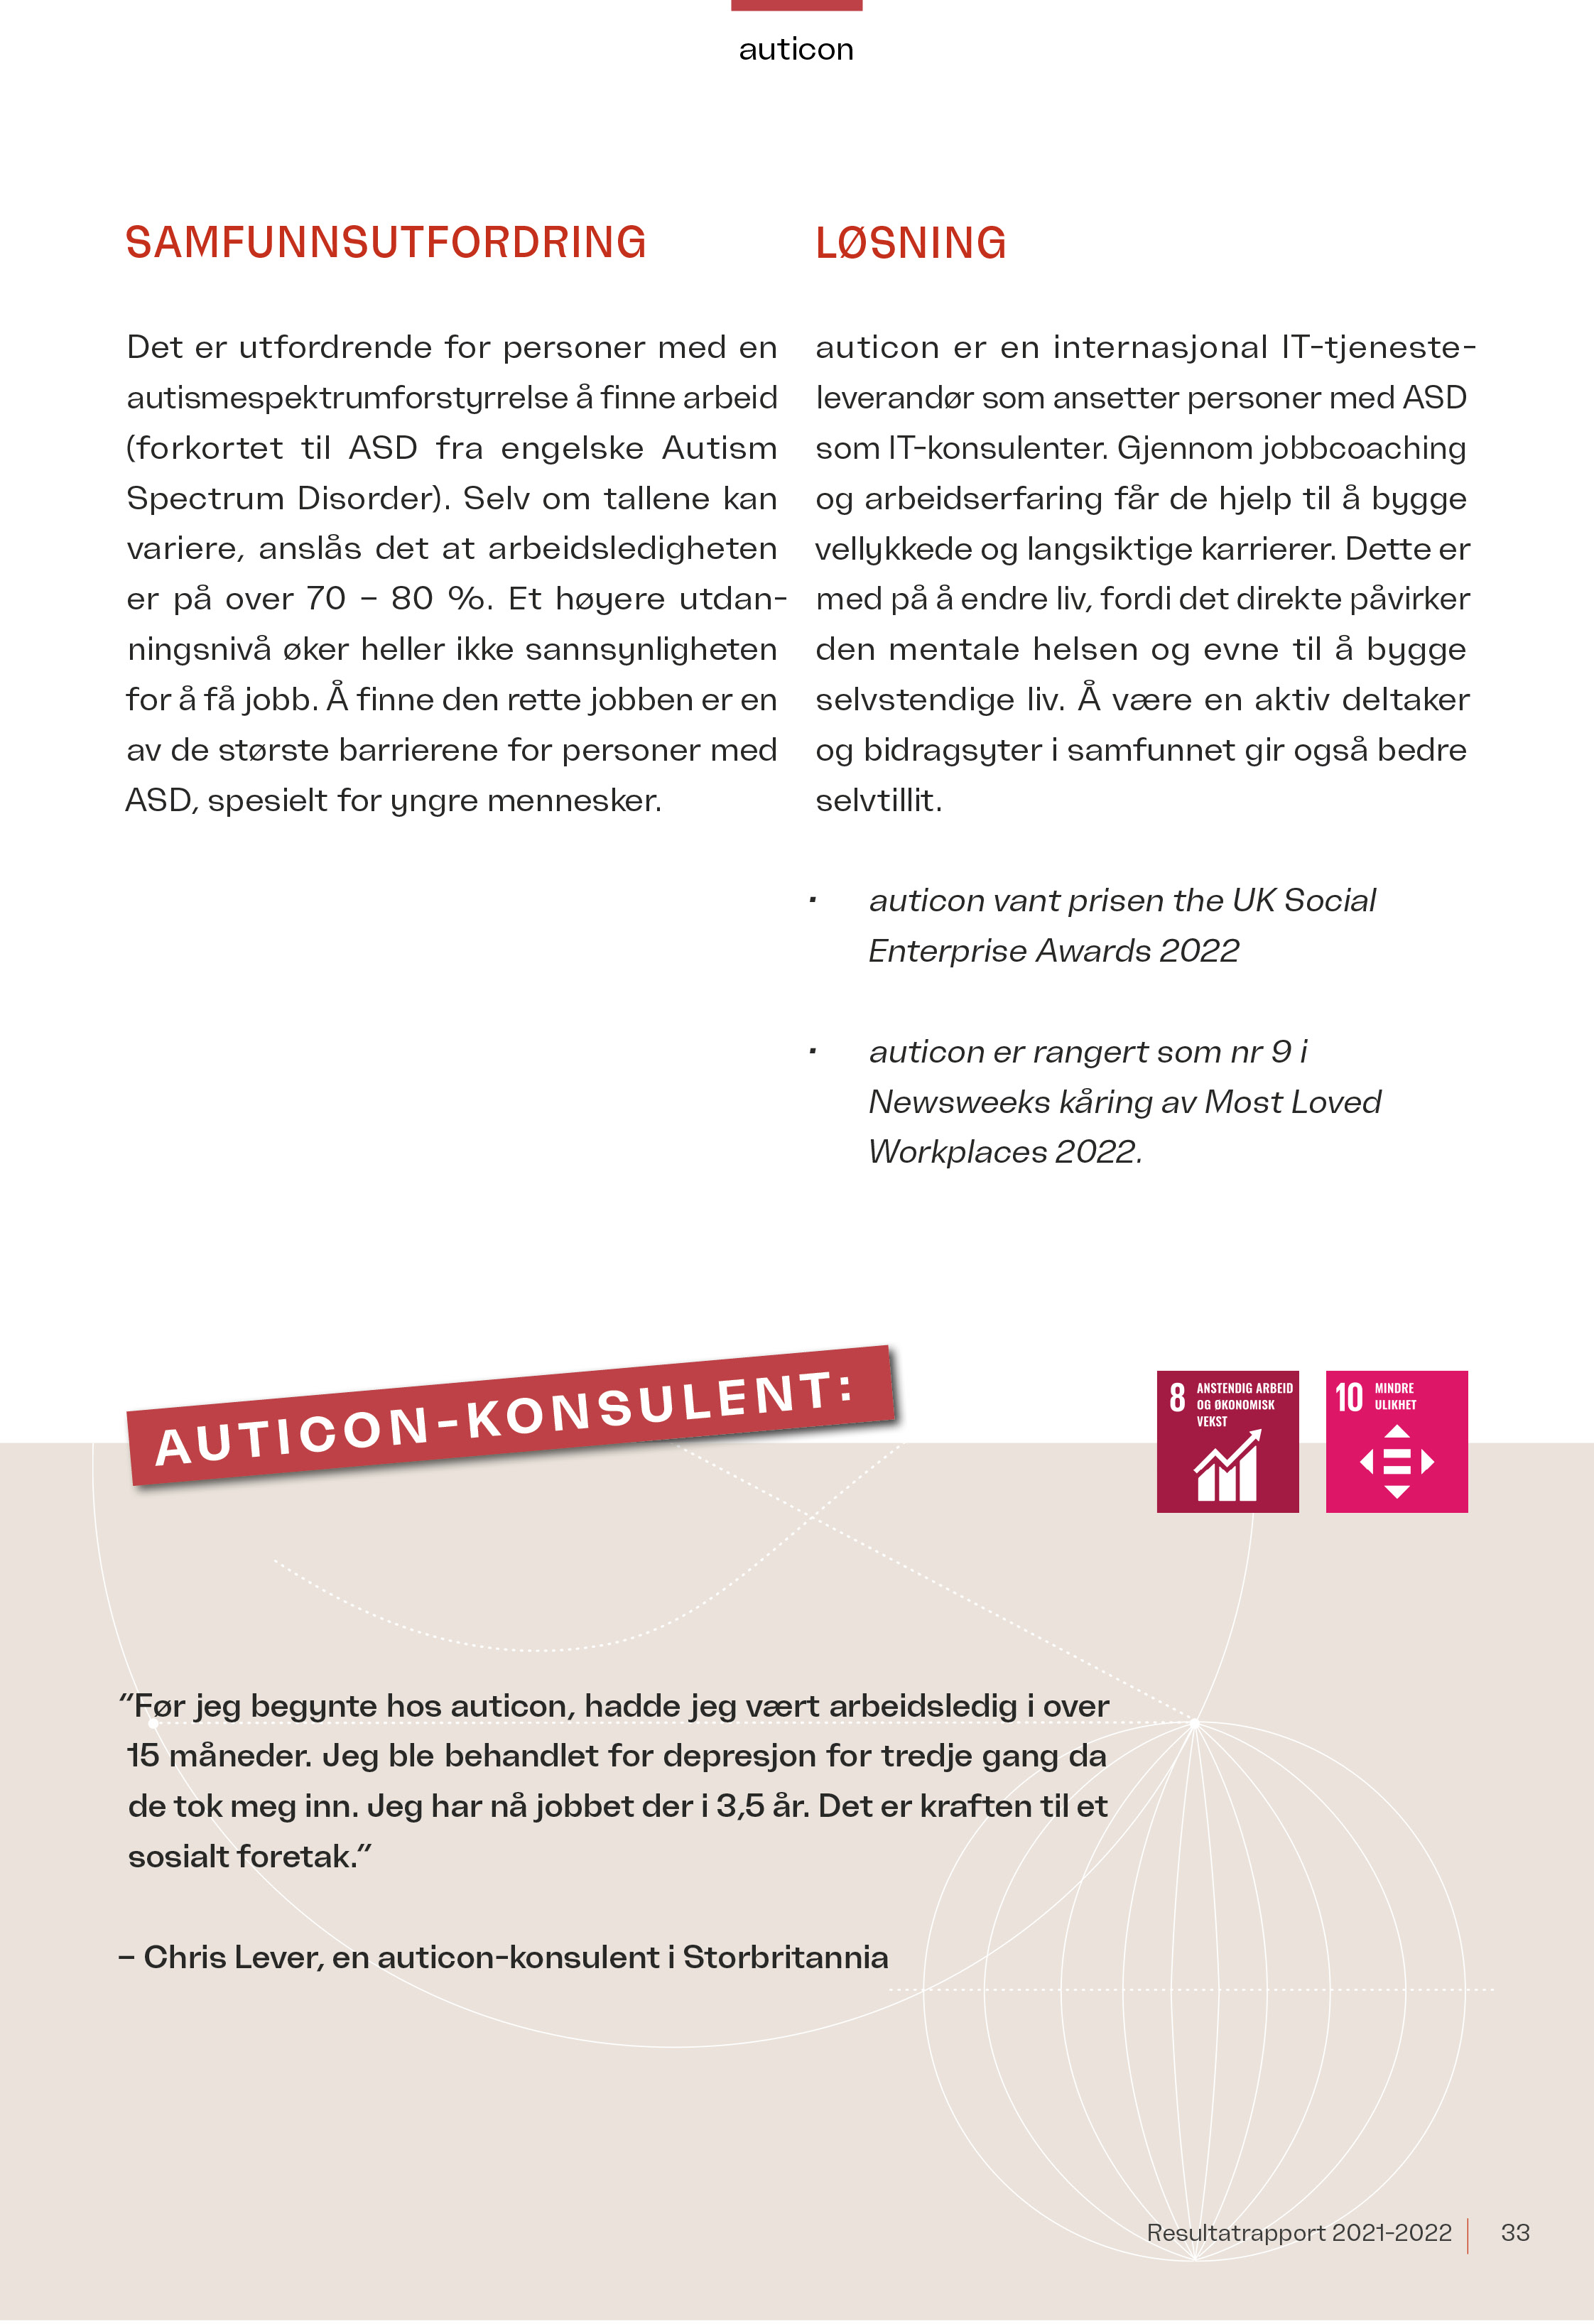 auticon
SAMFUNNSUTFORDRING
Det er utfordrende for personer med en
autismespektrumforstyrrelse å finne arbeid
(forkortet til ASD fra engelske Autism
Spectrum Disorder). Selv om tallene kan
variere, anslås det at arbeidsledigheten
er på over 70 – 80 %. Et høyere utdan-
ningsnivå øker heller ikke sannsynligheten
for å få jobb. Å finne den rette jobben er en
av de største barrierene for personer med
ASD, spesielt for yngre mennesker.
LØSNING
auticon er en internasjonal IT-tjeneste-
leverandør som ansetter personer med ASD
som IT-konsulenter. Gjennom jobbcoaching
og arbeidserfaring får de hjelp til å bygge
vellykkede og langsiktige karrierer. Dette er
med på å endre liv, fordi det direkte påvirker
den mentale helsen og evne til å bygge
selvstendige liv. Å være en aktiv deltaker
og bidragsyter i samfunnet gir også bedre
selvtillit.
· auticon vant prisen the UK Social
Enterprise Awards 2022
· auticon er rangert som nr 9 i
Newsweeks kåring av Most Loved
Workplaces 2022.
AUTICON-KONSULENT:
8 ANSTENDIG ARBEID
OG ØKONOMISK
VEKST
10 MINDRE
ULIKHET
"Før jeg begynte hos auticon, hadde jeg vært arbeidsledig i over
15 måneder. Jeg ble behandlet for depresjon for tredje gang da
de tok meg inn. Jeg har nå jobbet der i 3,5 år. Det er kraften til et
sosialt foretak."
– Chris Lever, en auticon-konsulent i Storbritannia
Resultatrapport 2021-2022 | 33